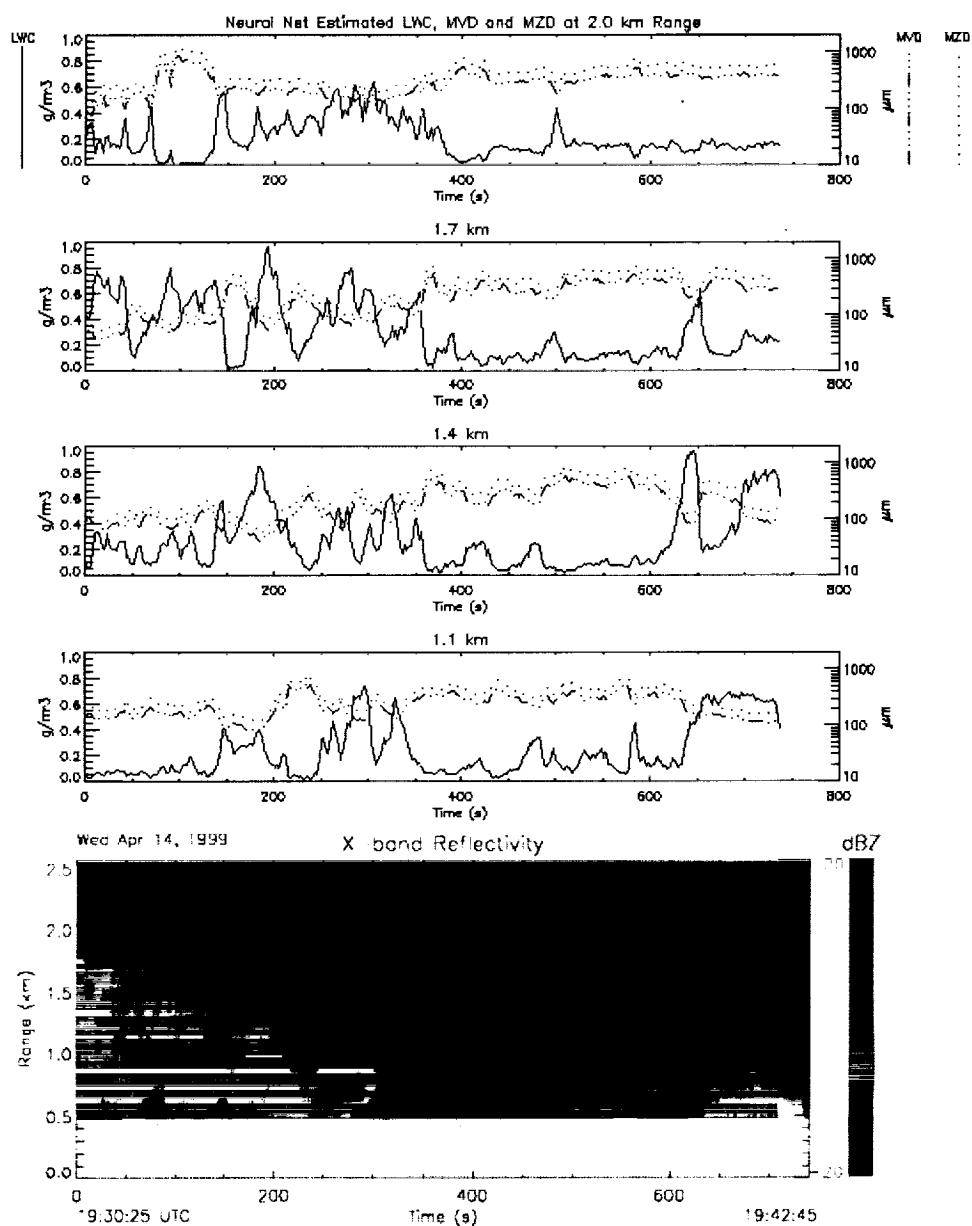 Neural Net Estimated LWC, MVD and MZD at 2.0 km Range
LWC
MVD MZD
1.0
0.8
0.6
0.4
0.2
0.0
g/m3
1000
100
10
μm
0 200 400 600 800
Time (s)
1.7 km
1.0
0.8
0.6
0.4
0.2
0.0
g/m3
1000
100
10
μm
0 200 400 600 800
Time (s)
1.4 km
1.0
0.8
0.6
0.4
0.2
0.0
g/m3
1000
100
10
μm
0 200 400 600 800
Time (s)
1.1 km
1.0
0.8
0.6
0.4
0.2
0.0
g/m3
1000
100
10
μm
0 200 400 600 800
Time (s)
Wed Apr 14, 1999 X-band Reflectivity dBZ
2.5
2.0
1.5
1.0
0.5
0.0
Range (km)
0 200 400 600
19:30:25 UTC Time (s) 19:42:45